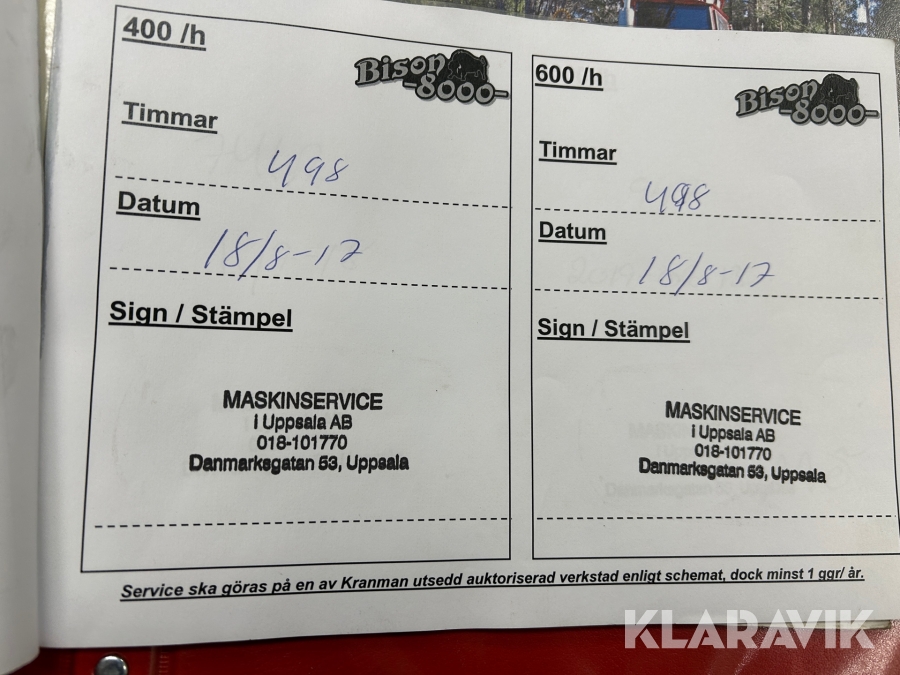 400 /h
Bison
-8000-
Timmar
498
Datum
18/8-17
Sign / Stämpel
MASKINSERVICE
i Uppsala AB
018-101770
Danmarksgatan 53, Uppsala
600 /h
Bison
-8000-
Timmar
498
Datum
18/8-17
Sign / Stämpel
MASKINSERVICE
i Uppsala AB
018-101770
Danmarksgatan 53, Uppsala
Service ska göras på en av Kranman utsedd auktoriserad verkstad enligt schemat, dock minst 1 ggr/ år.
KLARAVIK